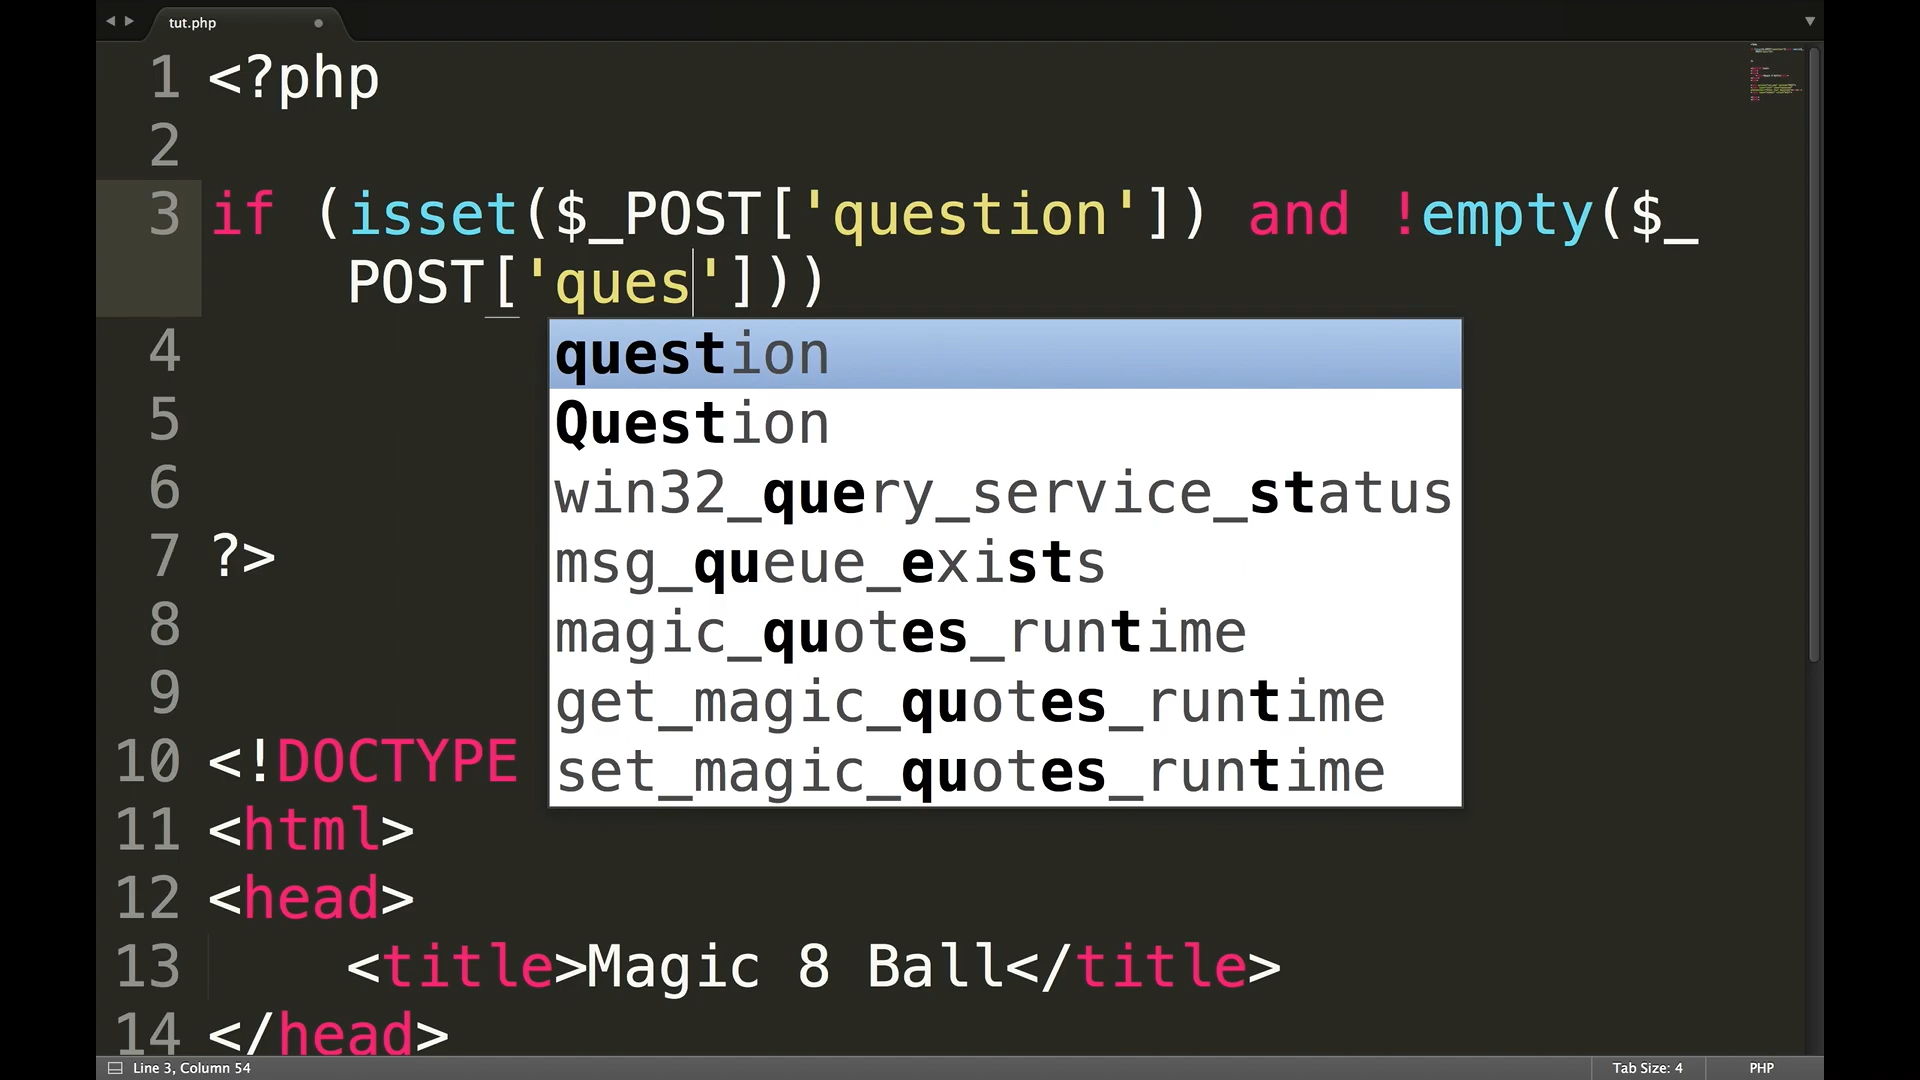 tut.php
1 <?php
2
3 if (isset($_POST['question']) and !empty($_
POST['ques']))
4
5
6
7 ?>
8
9
10 <!DOCTYPE
11 <html>
12 <head>
13 <title>Magic 8 Ball</title>
14 </head>
question
Question
win32_query_service_status
msg_queue_exists
magic_quotes_runtime
get_magic_quotes_runtime
set_magic_quotes_runtime
Line 3, Column 54
Tab Size: 4
PHP